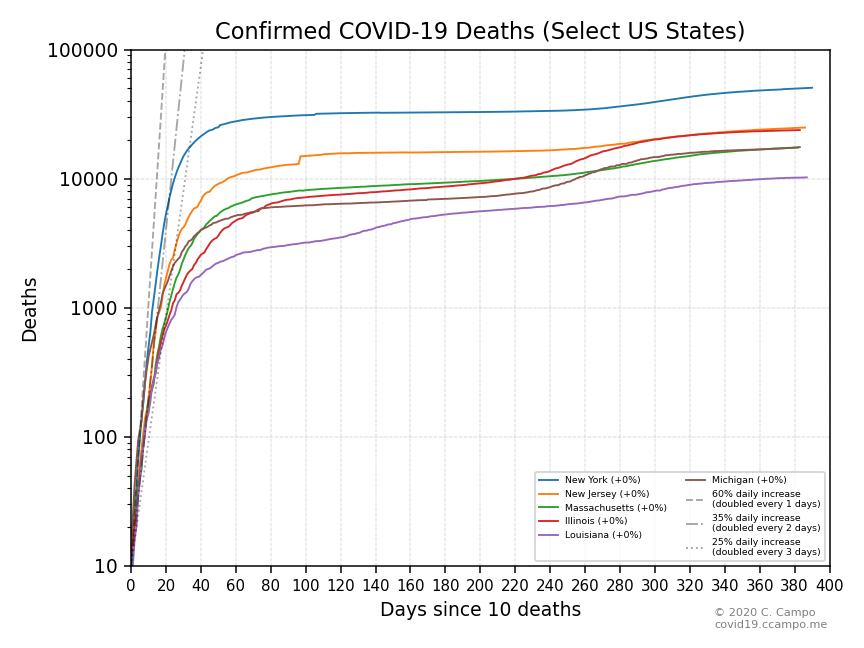 Confirmed COVID-19 Deaths (Select US States)
100000
10000
1000
100
10
Deaths
0 20 40 60 80 100 120 140 160 180 200 220 240 260 280 300 320 340 360 380 400
Days since 10 deaths
New York (+0%)
New Jersey (+0%)
Massachusetts (+0%)
Illinois (+0%)
Louisiana (+0%)
Michigan (+0%)
60% daily increase
(doubled every 1 days)
35% daily increase
(doubled every 2 days)
25% daily increase
(doubled every 3 days)
© 2020 C. Campo
covid19.ccampo.me